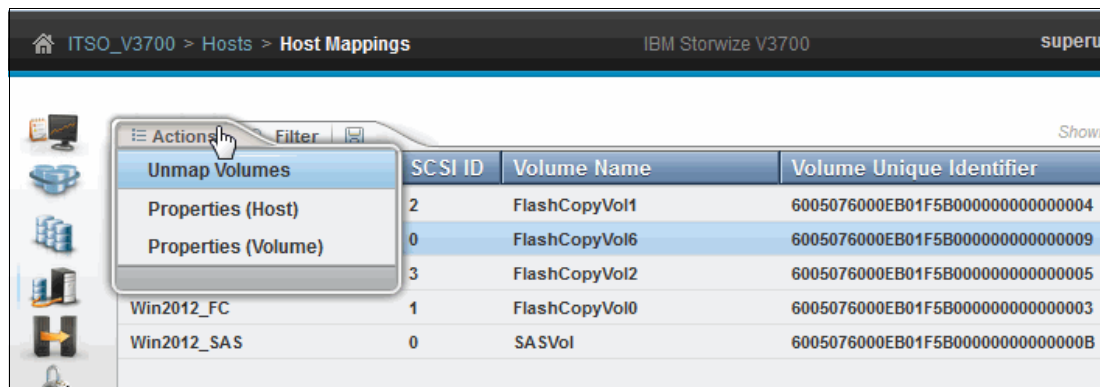 ITSO_V3700 > Hosts > Host Mappings IBM Storwize V3700 superu
Actions Filter Show
Unmap Volumes
Properties (Host)
Properties (Volume)
SCSI ID Volume Name Volume Unique Identifier
2 FlashCopyVol1 6005076000EB01F5B000000000000004
0 FlashCopyVol6 6005076000EB01F5B000000000000009
3 FlashCopyVol2 6005076000EB01F5B000000000000005
Win2012_FC 1 FlashCopyVol0 6005076000EB01F5B000000000000003
Win2012_SAS 0 SASVol 6005076000EB01F5B00000000000000B